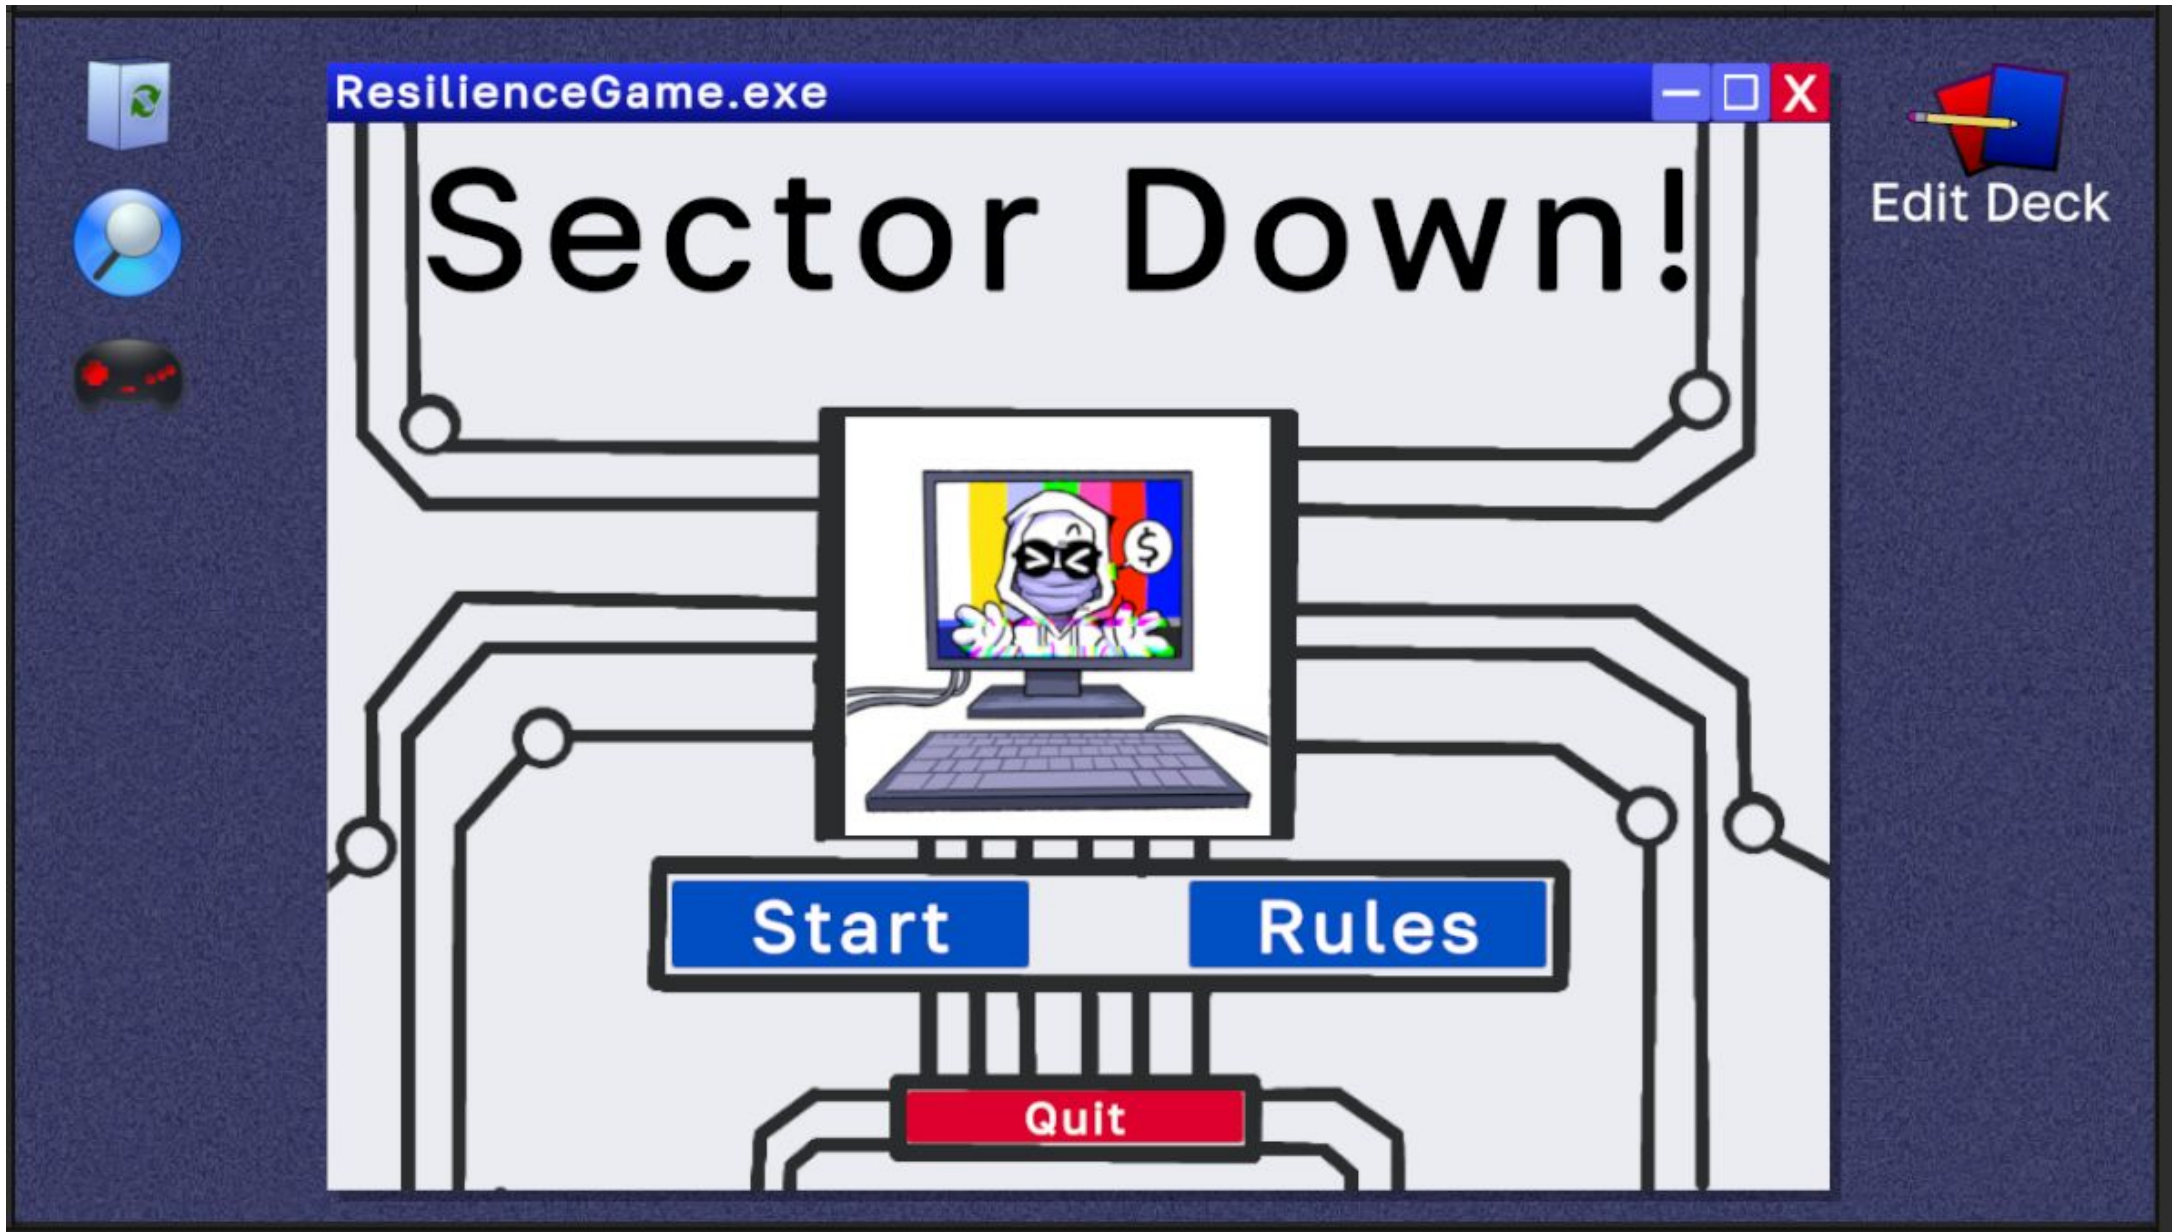 ResilienceGame.exe
X
Sector Down!
Edit Deck
$
Start
Rules
Quit